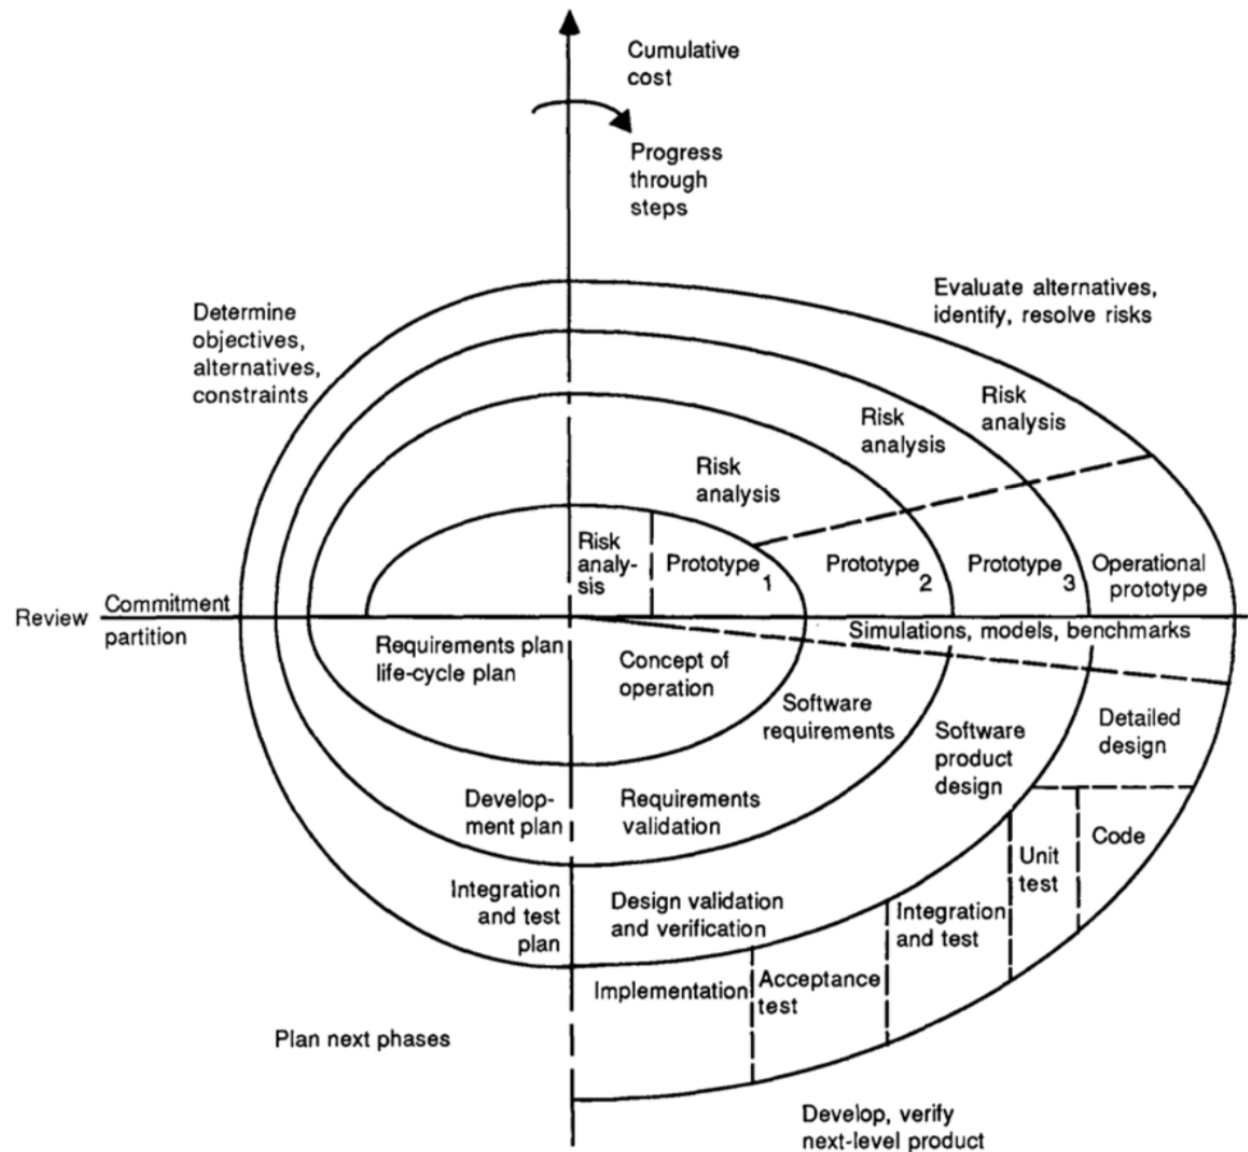 Cumulative
cost
Progress
through
steps
Determine
objectives,
alternatives,
constraints
Evaluate alternatives,
identify, resolve risks
Risk
analysis
Risk
analysis
Risk
analysis
Risk
analy-
sis
Prototype 1
Prototype 2
Prototype 3
Operational
prototype
Review
Commitment
partition
Simulations, models, benchmarks
Requirements plan
life-cycle plan
Concept of
operation
Software
requirements
Software
product
design
Detailed
design
Develop-
ment plan
Requirements
validation
Code
Unit
test
Integration
and test
plan
Design validation
and verification
Integration
and test
Acceptance
test
Implementation
Plan next phases
Develop, verify
next-level product